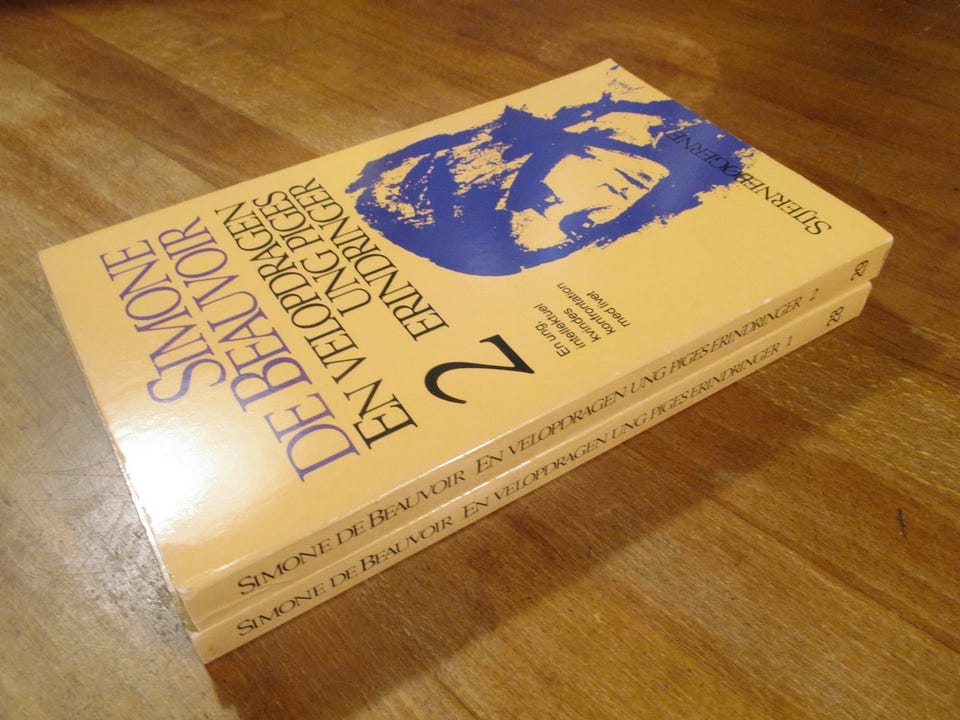 SIMONE
DE BEAUVOIR
EN VELOPDRAGEN
UNG PIGES
ERINDRINGER
2
En ung
intellektuel
kvindes
konfrontation
med livet
STJERNEBØGERNE
SIMONE DE BEAUVOIR EN VELOPDRAGEN UNG PIGES ERINDRINGER 2
SIMONE DE BEAUVOIR EN VELOPDRAGEN UNG PIGES ERINDRINGER 1